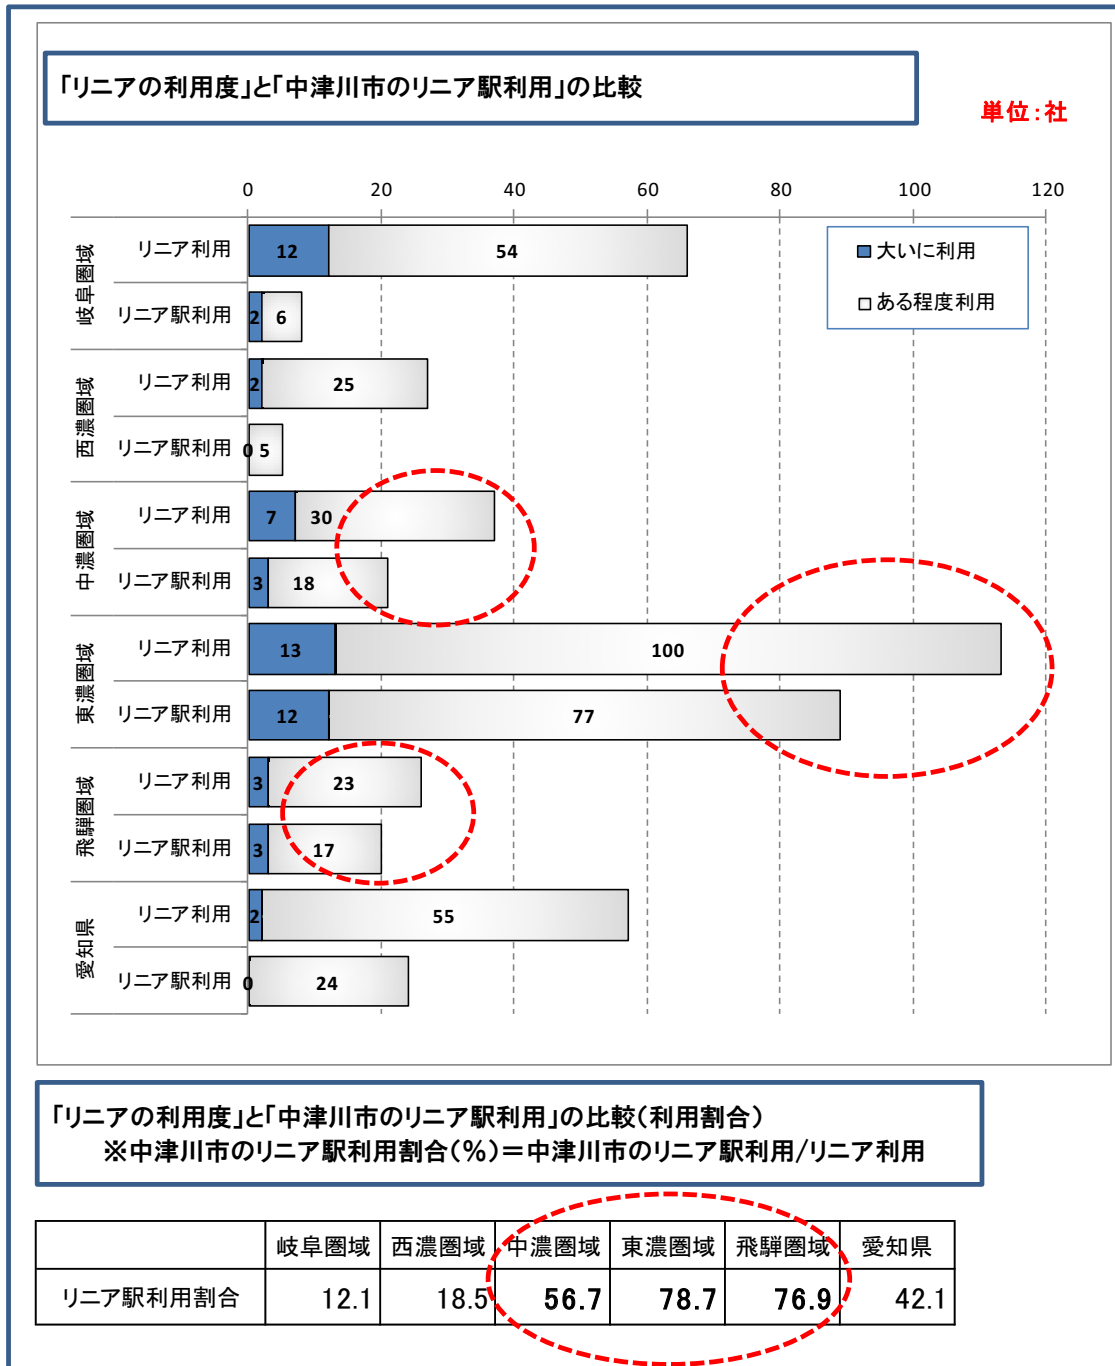 「リニアの利用度」と「中津川市のリニア駅利用」の比較
単位:社
0 20 40 60 80 100 120
大いに利用
ある程度利用
岐阜圏域
リニア利用 12 54
リニア駅利用 2 6
西濃圏域
リニア利用 2 25
リニア駅利用 0 5
中濃圏域
リニア利用 7 30
リニア駅利用 3 18
東濃圏域
リニア利用 13 100
リニア駅利用 12 77
飛騨圏域
リニア利用 3 23
リニア駅利用 3 17
愛知県
リニア利用 2 55
リニア駅利用 0 24
「リニアの利用度」と「中津川市のリニア駅利用」の比較(利用割合)
※中津川市のリニア駅利用割合(%)=中津川市のリニア駅利用/リニア利用
岐阜圏域 西濃圏域 中濃圏域 東濃圏域 飛騨圏域 愛知県
リニア駅利用割合 12.1 18.5 56.7 78.7 76.9 42.1